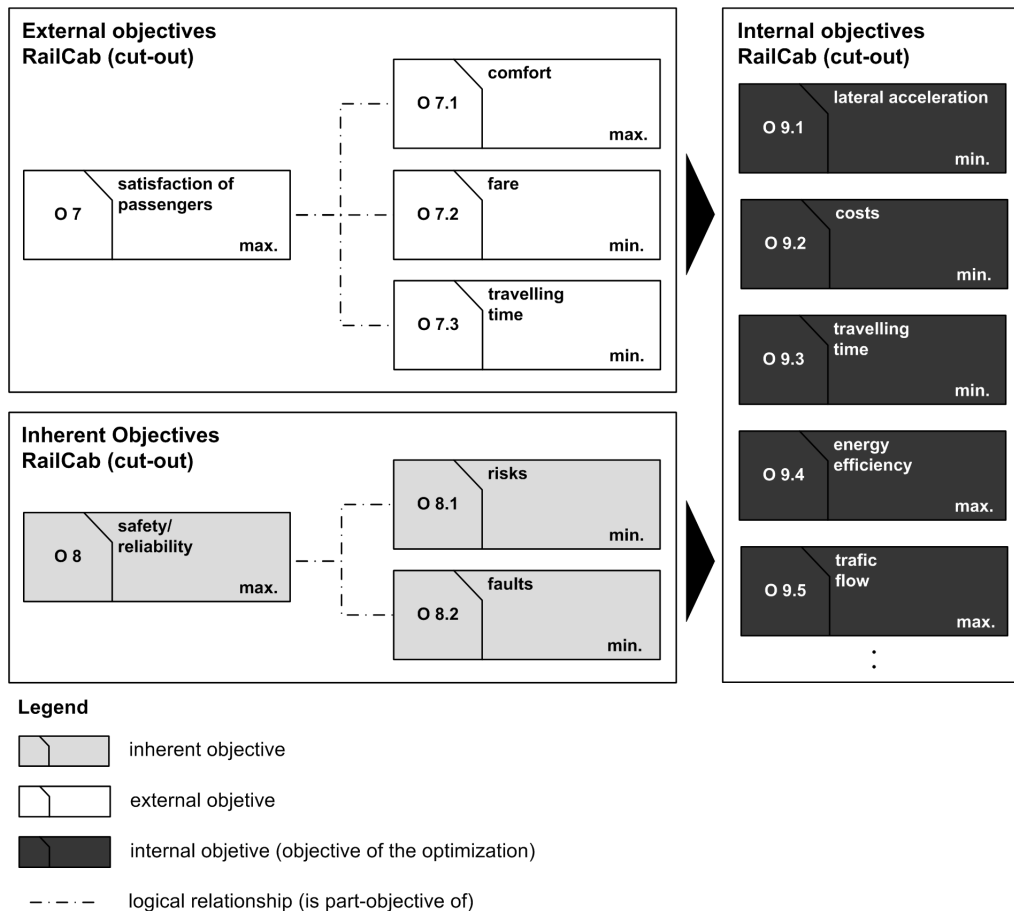 External objectives
RailCab (cut-out)
O 7
satisfaction of
passengers
max.
O 7.1
comfort
max.
O 7.2
fare
min.
O 7.3
travelling
time
min.
Inherent Objectives
RailCab (cut-out)
O 8
safety/
reliability
max.
O 8.1
risks
min.
O 8.2
faults
min.
Internal objectives
RailCab (cut-out)
O 9.1
lateral acceleration
min.
O 9.2
costs
min.
O 9.3
travelling
time
min.
O 9.4
energy
efficiency
max.
O 9.5
trafic
flow
max.
:
Legend
inherent objective
external objetive
internal objetive (objective of the optimization)
logical relationship (is part-objective of)